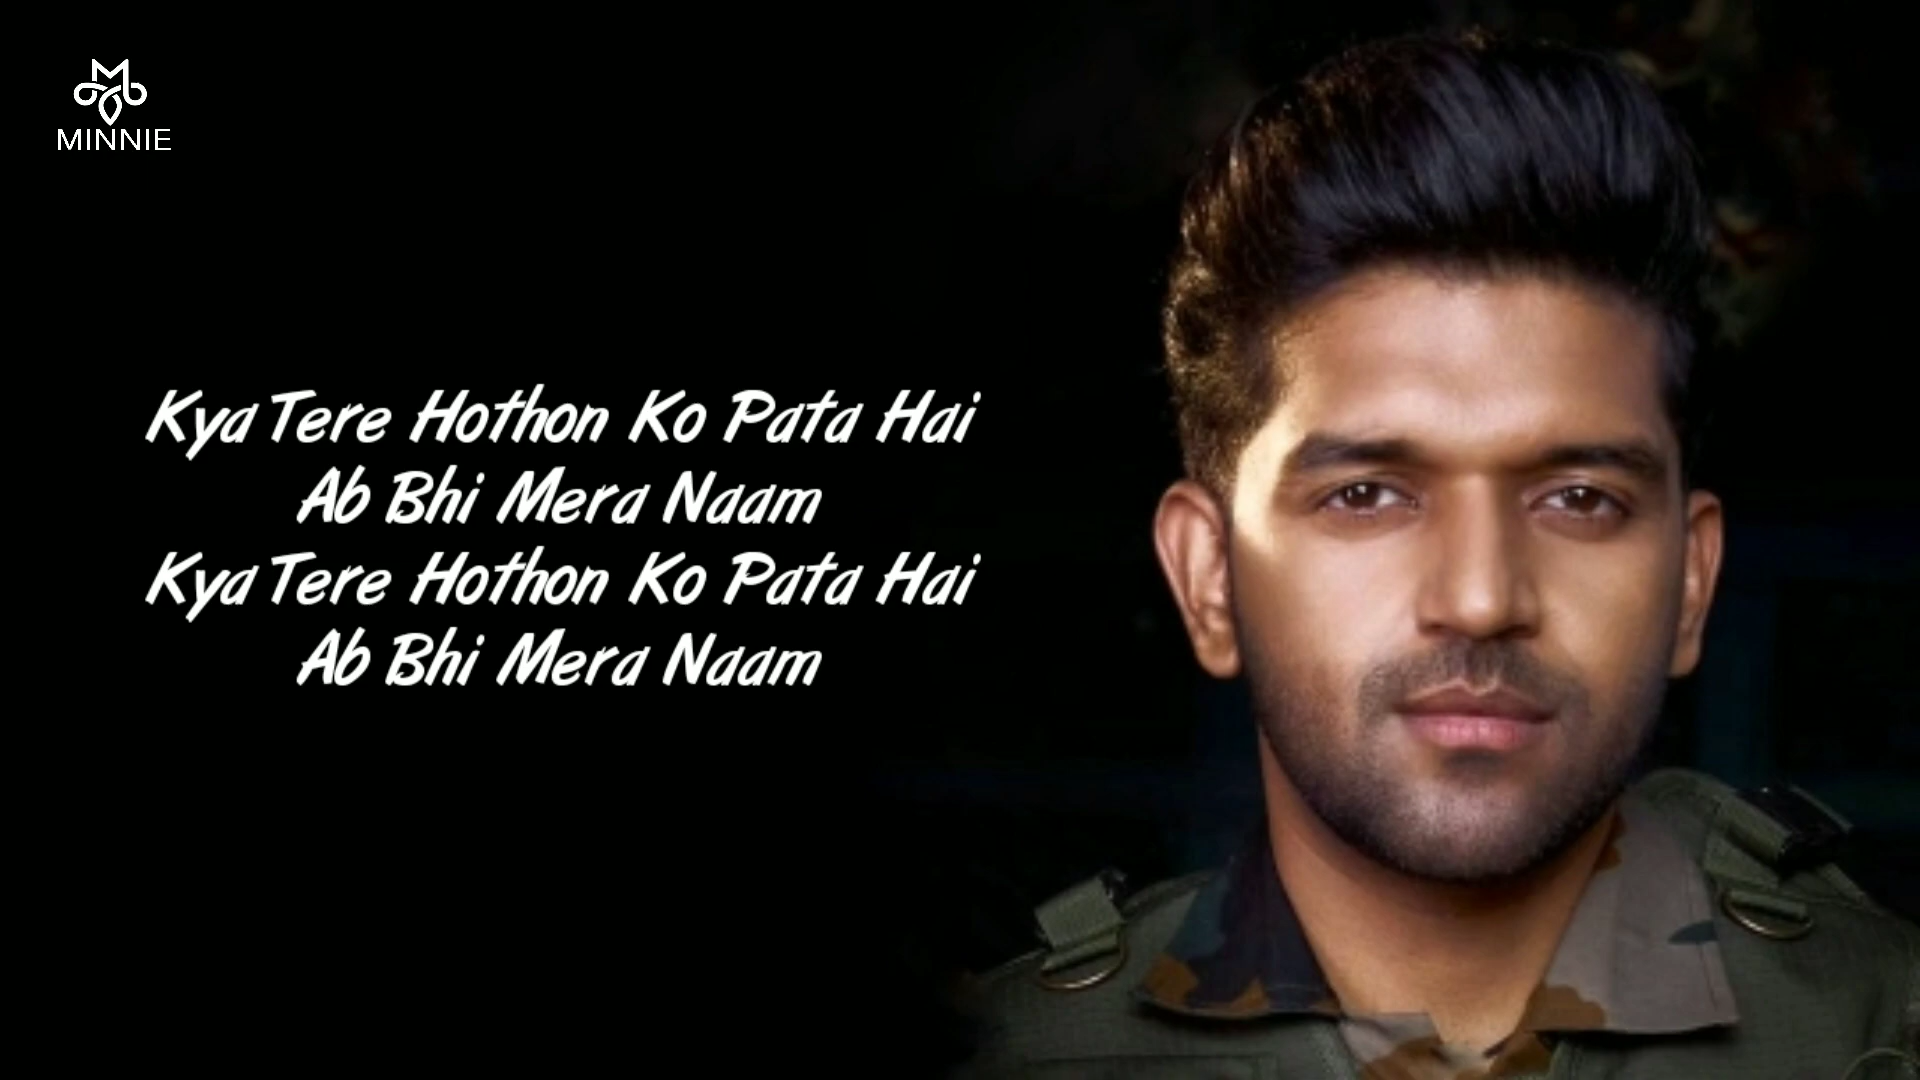 MINNIE
Kya Tere Hothon Ko Pata Hai
Ab Bhi Mera Naam
Kya Tere Hothon Ko Pata Hai
Ab Bhi Mera Naam